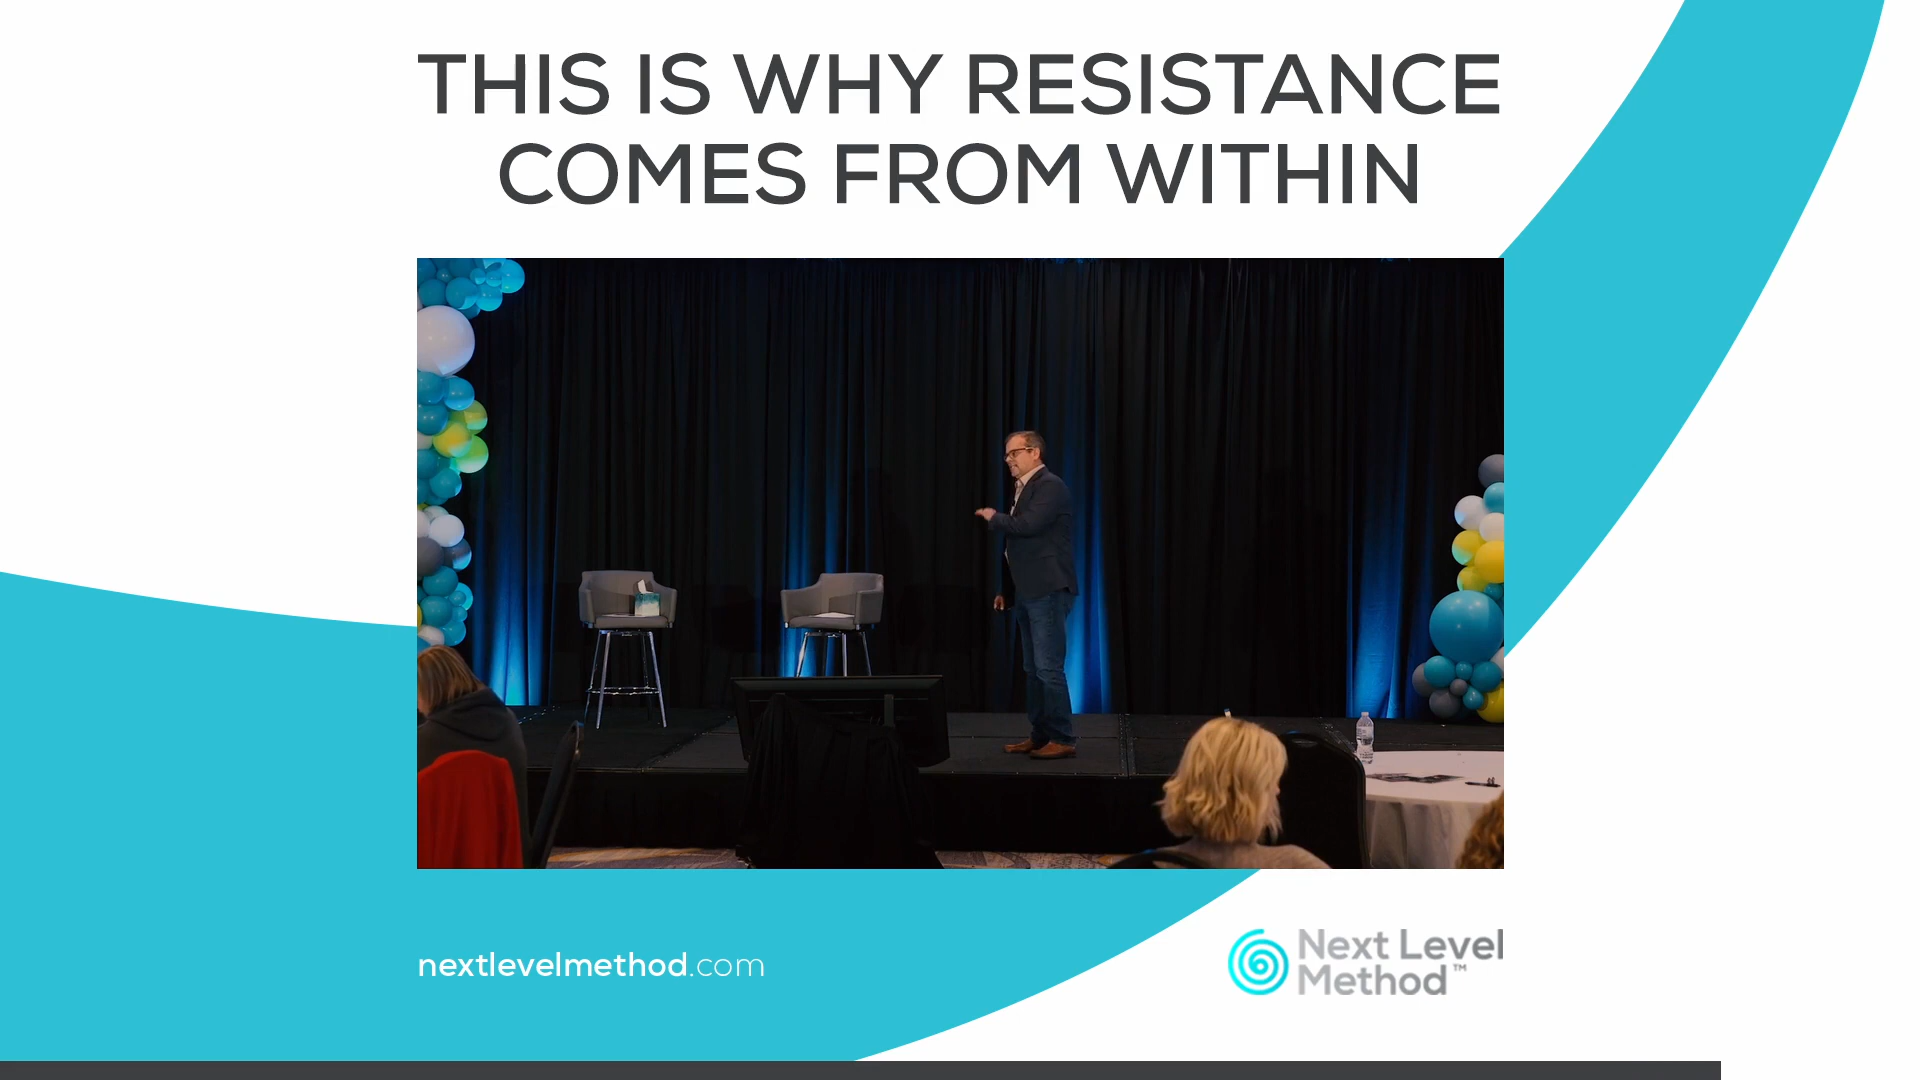 THIS IS WHY RESISTANCE
COMES FROM WITHIN
nextlevelmethod.com
Next Level
Method™